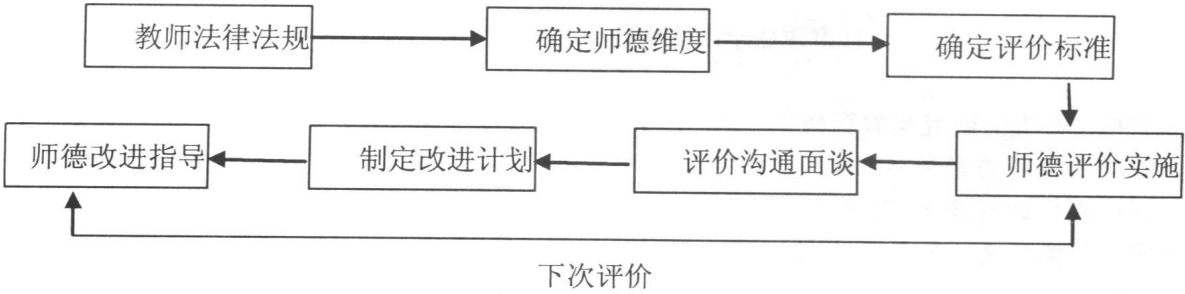 教师法律法规
确定师德维度
确定评价标准
师德改进指导
制定改进计划
评价沟通面谈
师德评价实施
下次评价